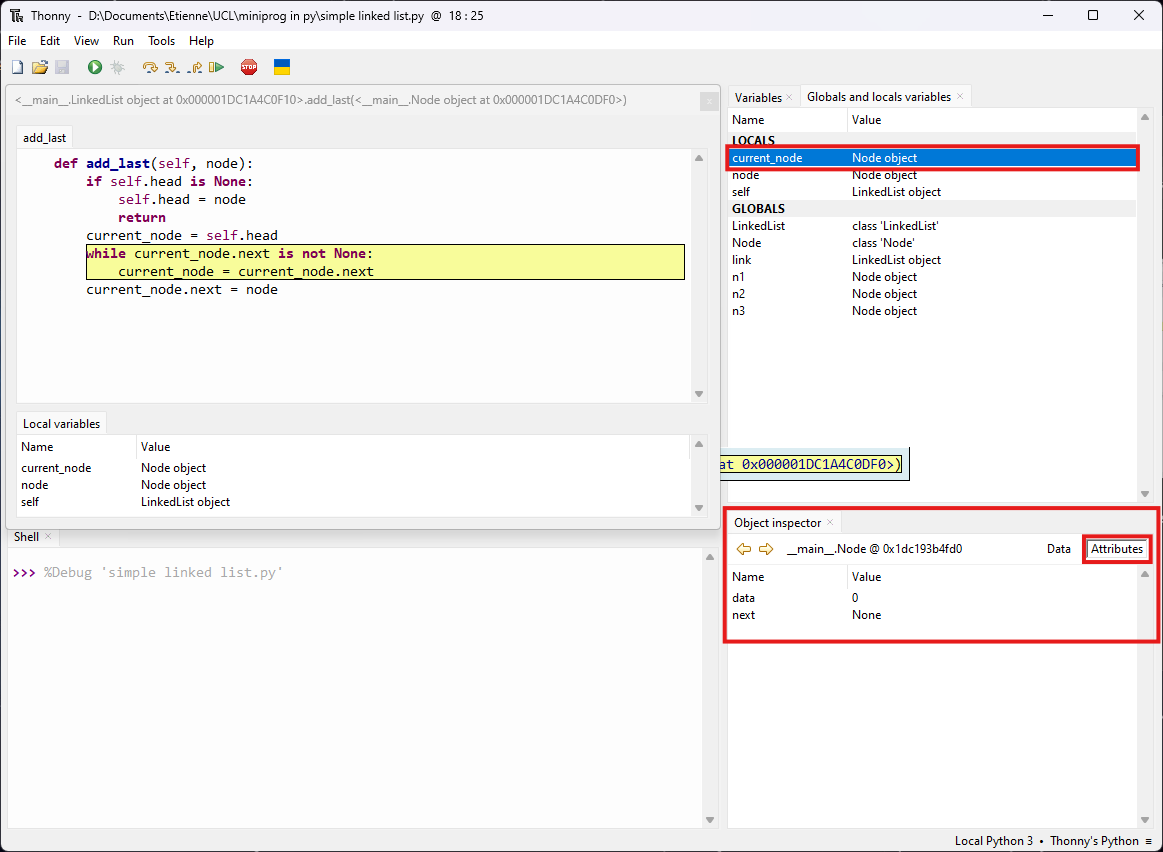 Thonny - D:\Documents\Etienne\UCL\miniprog in py\simple linked list.py @ 18 : 25
File Edit View Run Tools Help
STOP
<__main__.LinkedList object at 0x000001DC1A4C0F10>.add_last(<__main__.Node object at 0x000001DC1A4C0DF0>)
add_last
def add_last(self, node):
if self.head is None:
self.head = node
return
current_node = self.head
while current_node.next is not None:
current_node = current_node.next
current_node.next = node
Local variables
Name Value
current_node Node object
node Node object
self LinkedList object
Variables Globals and locals variables
Name Value
LOCALS
current_node Node object
node Node object
self LinkedList object
GLOBALS
LinkedList class 'LinkedList'
Node class 'Node'
link LinkedList object
n1 Node object
n2 Node object
n3 Node object
at 0x000001DC1A4C0DF0>)
Shell
>>> %Debug 'simple linked list.py'
Object inspector
__main__.Node @ 0x1dc193b4fd0 Data Attributes
Name Value
data 0
next None
Local Python 3 • Thonny's Python ≡